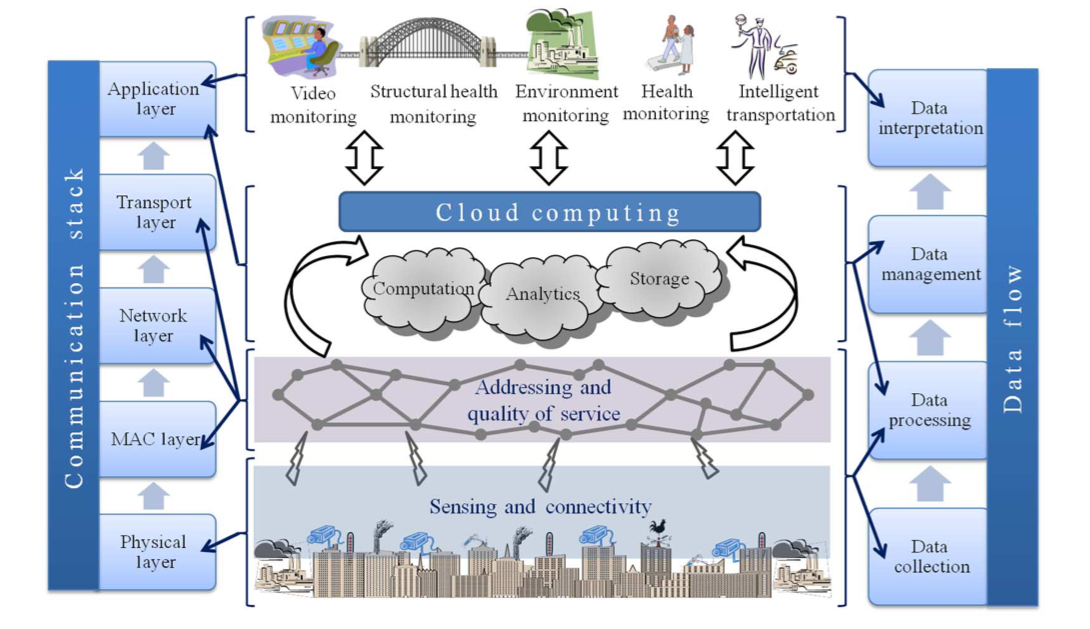 Communication stack
Application
layer
Transport
layer
Network
layer
MAC layer
Physical
layer
Video
monitoring
Structural health
monitoring
Environment
monitoring
Health
monitoring
Intelligent
transportation
Cloud computing
Computation
Analytics
Storage
Addressing and
quality of service
Sensing and connectivity
Data
interpretation
Data
management
Data
processing
Data
collection
Data flow